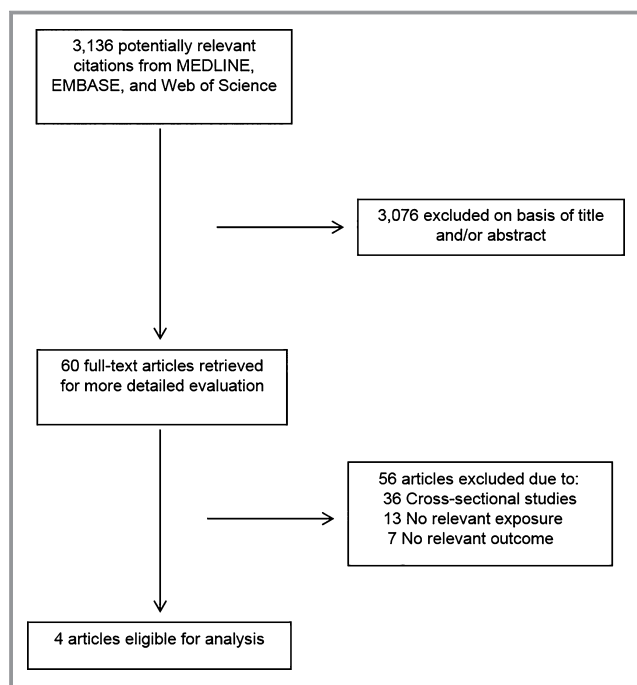 3,136 potentially relevant
citations from MEDLINE,
EMBASE, and Web of Science
3,076 excluded on basis of title
and/or abstract
60 full-text articles retrieved
for more detailed evaluation
56 articles excluded due to:
36 Cross-sectional studies
13 No relevant exposure
7 No relevant outcome
4 articles eligible for analysis